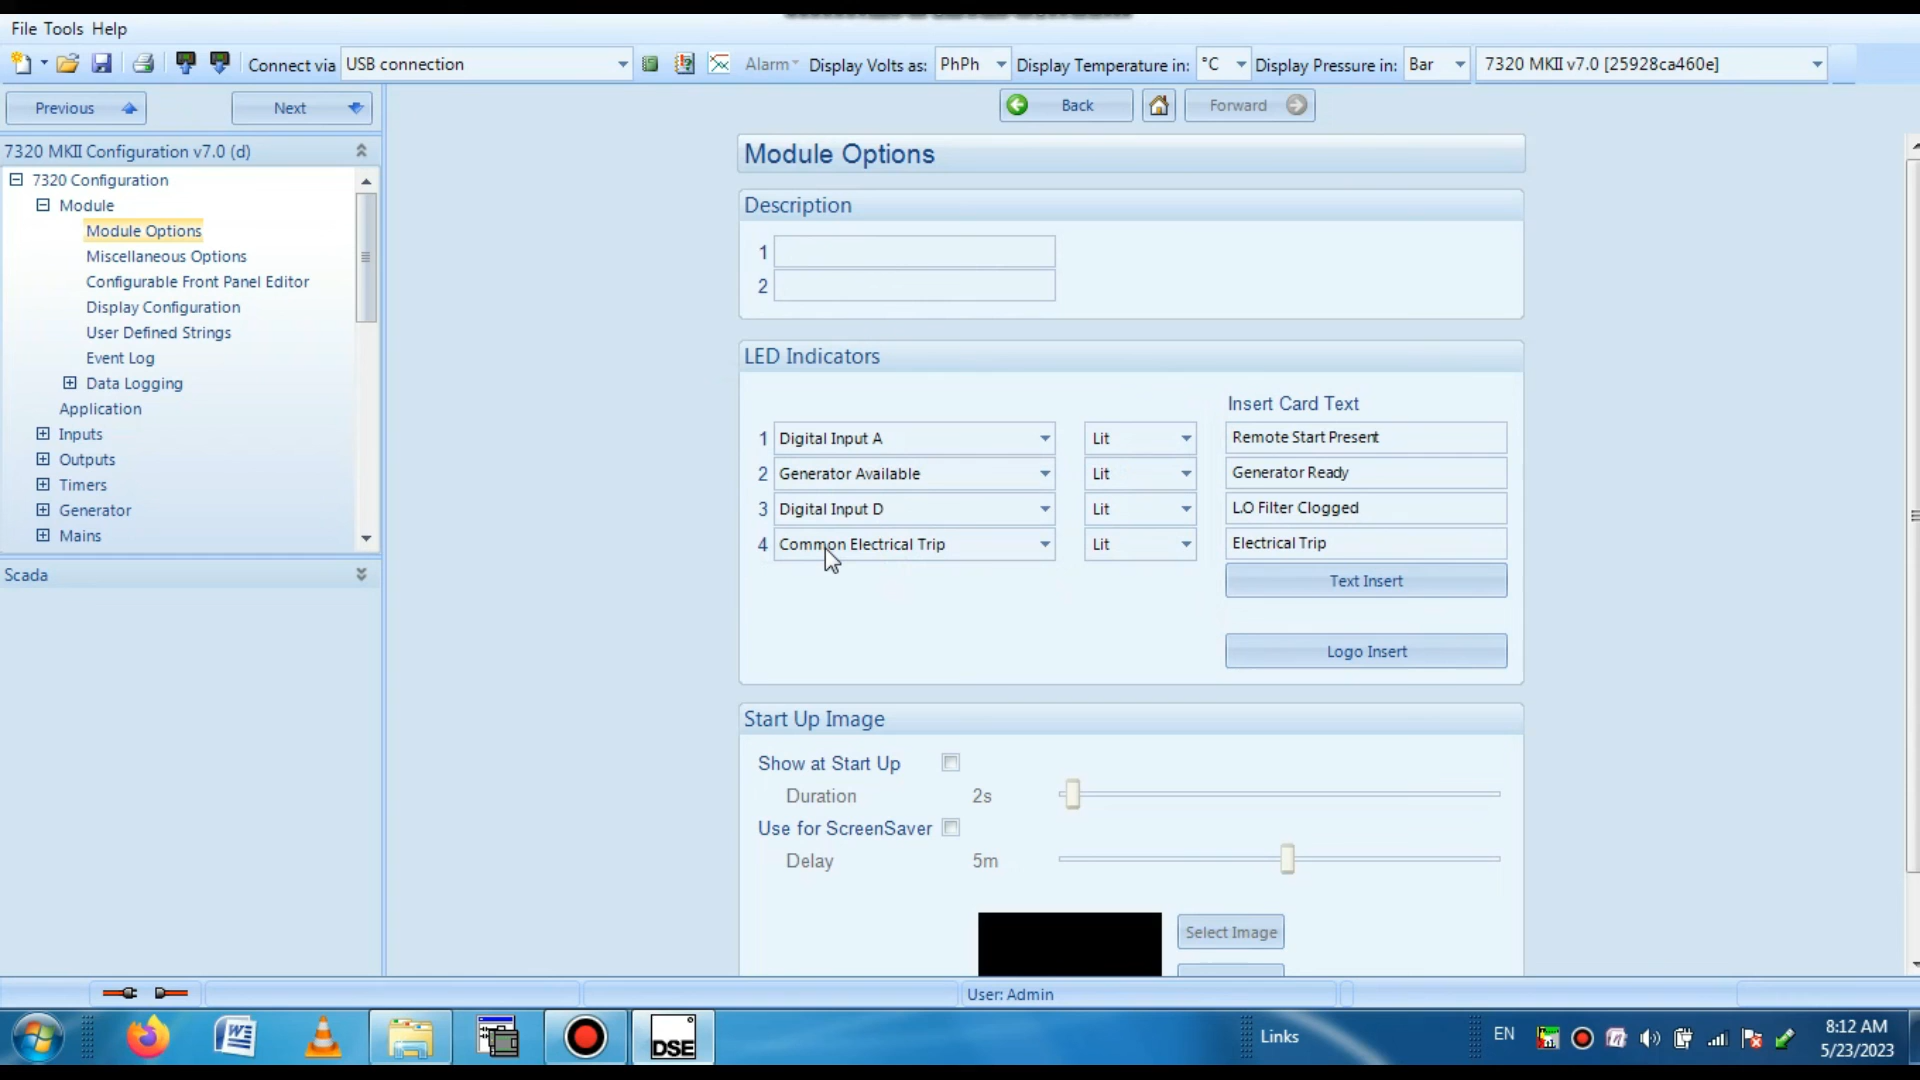 File Tools Help
Connect via USB connection Alarm Display Volts as: PhPh Display Temperature in: °C Display Pressure in: Bar 7320 MKII v7.0 [25928ca460e]
Previous Next
Back Forward
7320 MKII Configuration v7.0 (d)
7320 Configuration
Module
Module Options
Miscellaneous Options
Configurable Front Panel Editor
Display Configuration
User Defined Strings
Event Log
Data Logging
Application
Inputs
Outputs
Timers
Generator
Mains
Scada
Module Options
Description
1
2
LED Indicators
Insert Card Text
1 Digital Input A Lit Remote Start Present
2 Generator Available Lit Generator Ready
3 Digital Input D Lit L.O Filter Clogged
4 Common Electrical Trip Lit Electrical Trip
Text Insert
Logo Insert
Start Up Image
Show at Start Up
Duration 2s
Use for ScreenSaver
Delay 5m
Select Image
User: Admin
DSE
Links
EN
8:12 AM
5/23/2023